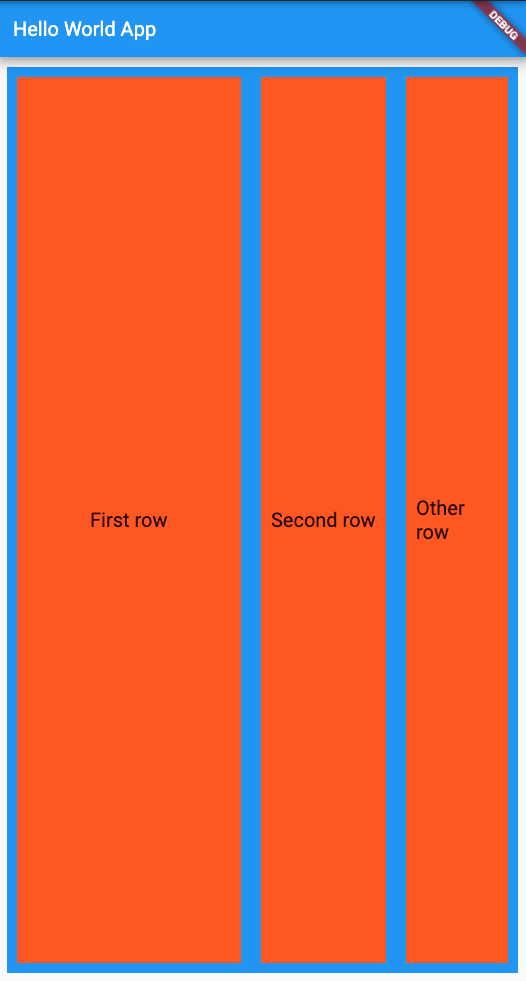 Hello World App
DEBUG
First row
Second row
Other
row